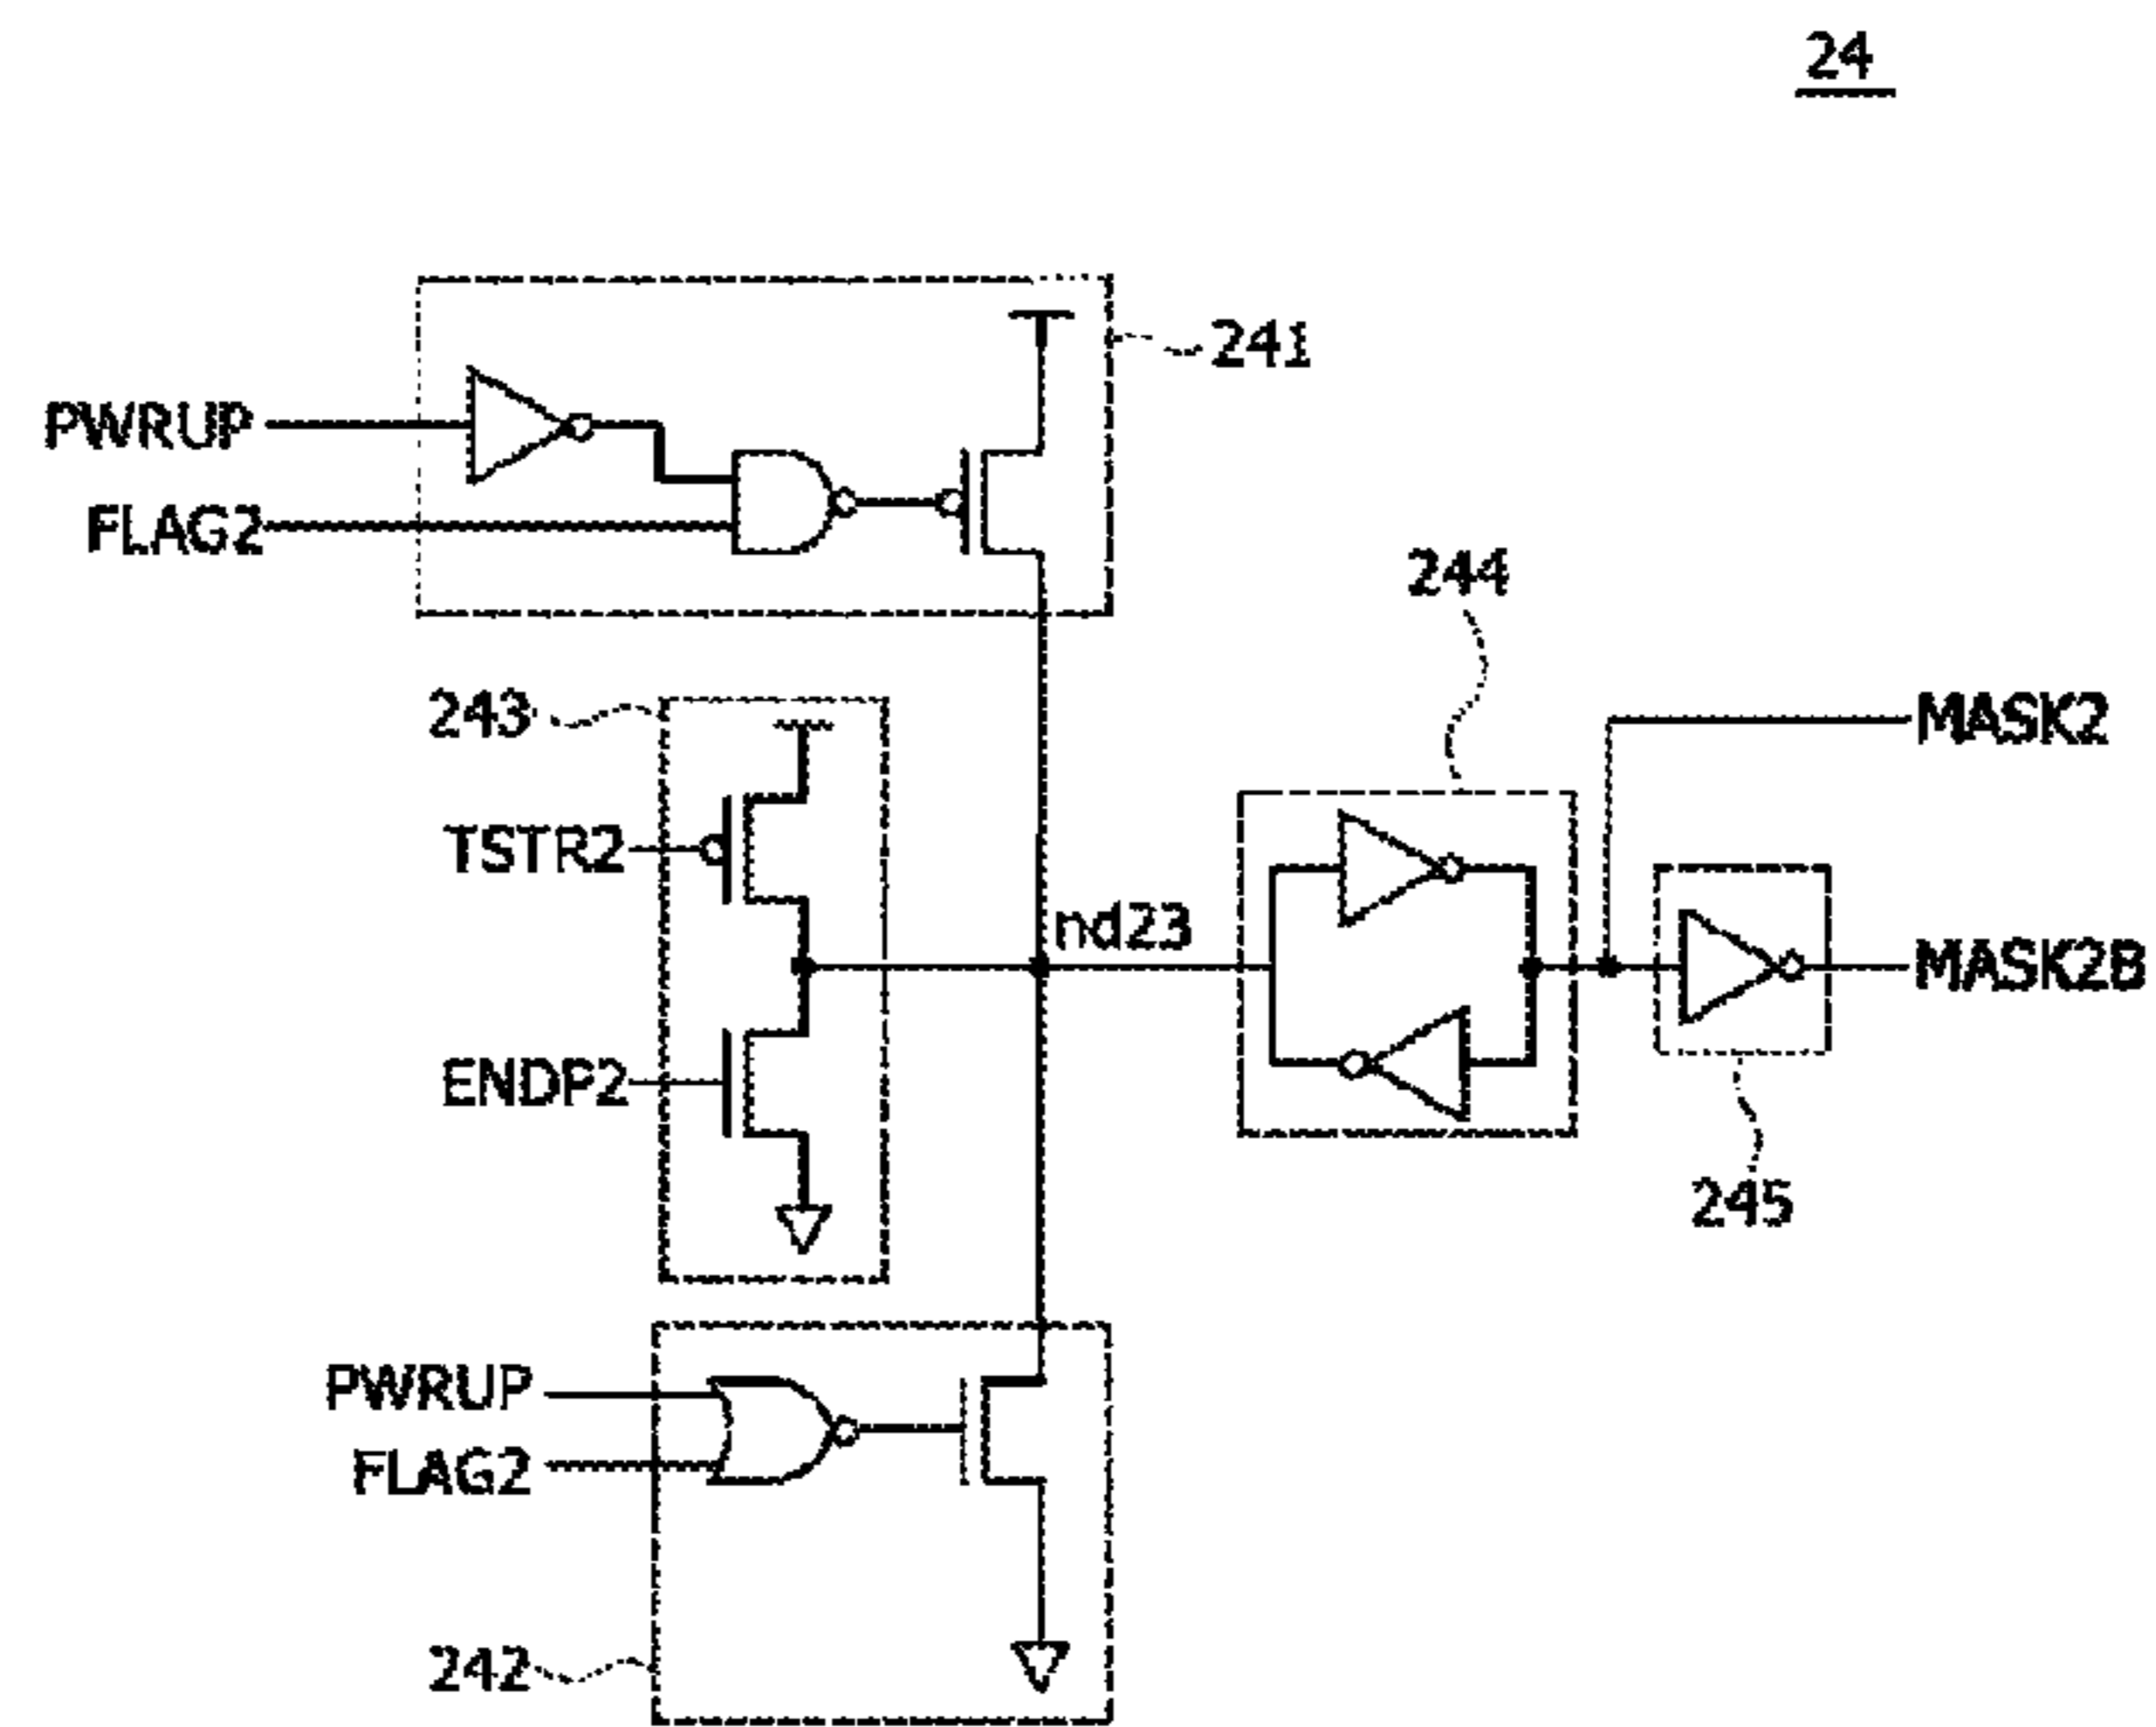 24
241
PWRUP
FLAG2
244
243
MASK2
TSTR2
nd23
MASK2B
ENDP2
245
PWRUP
FLAG2
242